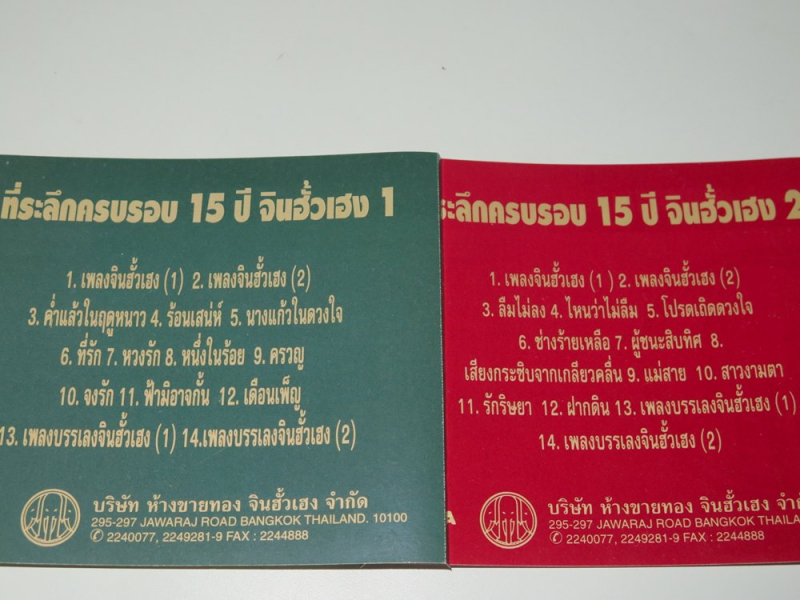 ที่ระลึกครบรอบ 15 ปี จินฮั้วเฮง 1
1. เพลงจินฮั้วเฮง (1) 2. เพลงจินฮั้วเฮง (2)
3. ค่ำแล้วในฤดูหนาว 4. ร้อนเสน่ห์ 5. นางแก้วในดวงใจ
6. ที่รัก 7. หวงรัก 8. หนึ่งในร้อย 9. ครวญ
10. จงรัก 11. ฟ้ามิอาจกั้น 12. เดือนเพ็ญ
13. เพลงบรรเลงจินฮั้วเฮง (1) 14.เพลงบรรเลงจินฮั้วเฮง (2)
บริษัท ห้างขายทอง จินฮั้วเฮง จำกัด
295-297 JAWARAJ ROAD BANGKOK THAILAND. 10100
✆ 2240077, 2249281-9 FAX : 2244888
ระลึกครบรอบ 15 ปี จินฮั้วเฮง 2
1. เพลงจินฮั้วเฮง (1 ) 2. เพลงจินฮั้วเฮง (2)
3. ลืมไม่ลง 4. ไหนว่าไม่ลืม 5. โปรดเถิดดวงใจ
6. ช่างร้ายเหลือ 7. ผู้ชนะสิบทิศ 8.
เสียงกระซิบจากเกลียวคลื่น 9. แม่สาย 10. สาวงามตา
11. รักริษยา 12. ฝากดิน 13. เพลงบรรเลงจินฮั้วเฮง (1)
14. เพลงบรรเลงจินฮั้วเฮง (2)
บริษัท ห้างขายทอง จินฮั้วเฮง จำกั
295-297 JAWARAJ ROAD BANGKOK THAILA
✆ 2240077, 2249281-9 FAX : 2244888